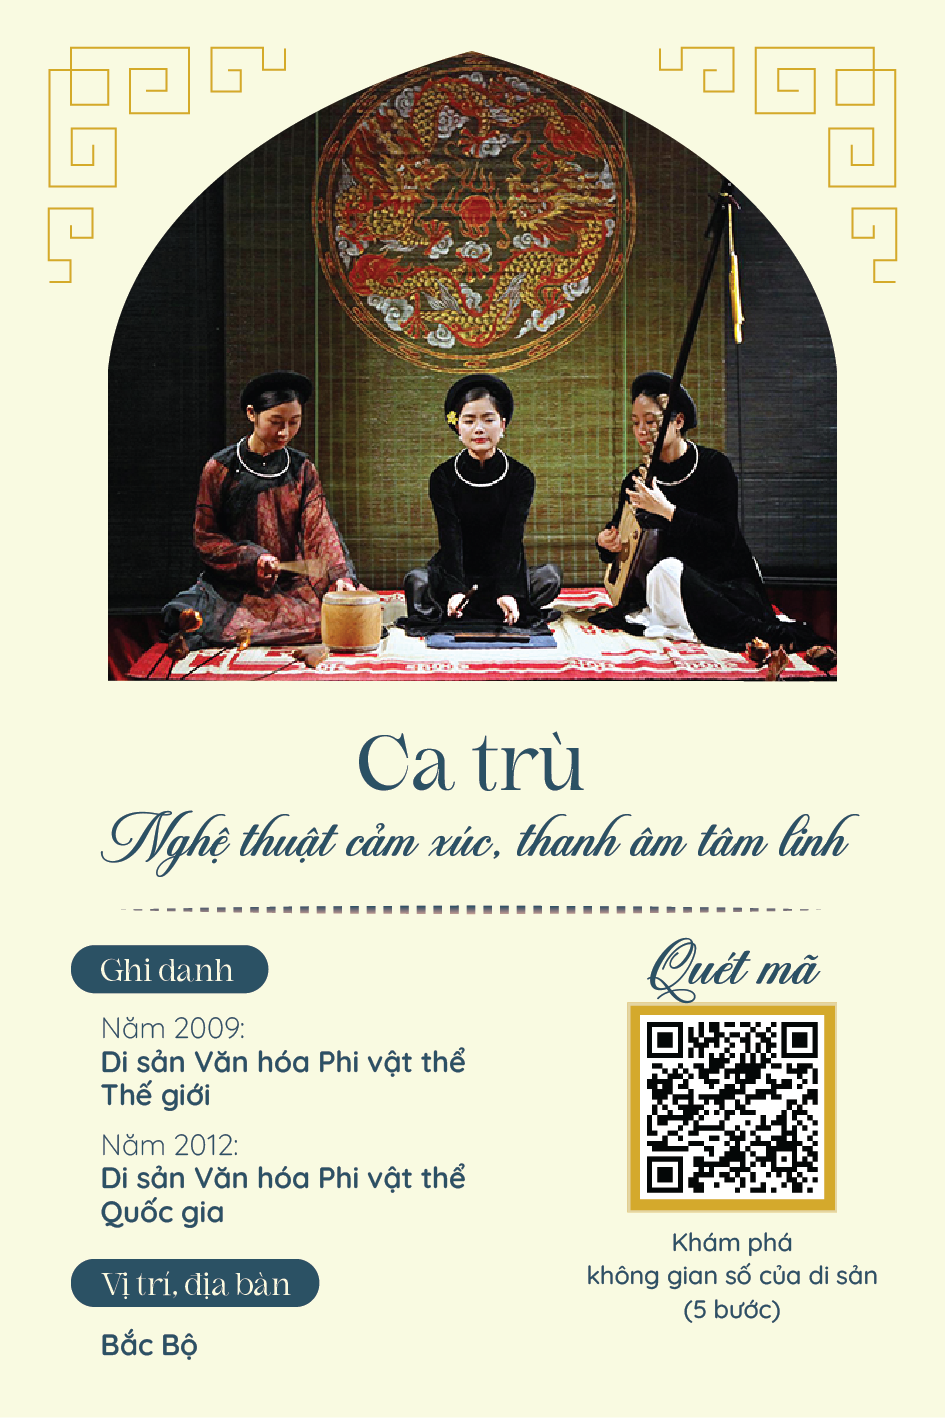 Ca trù
Nghệ thuật cảm xúc, thanh âm tâm linh
Ghi danh
Năm 2009:
Di sản Văn hóa Phi vật thể
Thế giới
Năm 2012:
Di sản Văn hóa Phi vật thể
Quốc gia
Vị trí, địa bàn
Bắc Bộ
Quét mã
Khám phá
không gian số của di sản
(5 bước)